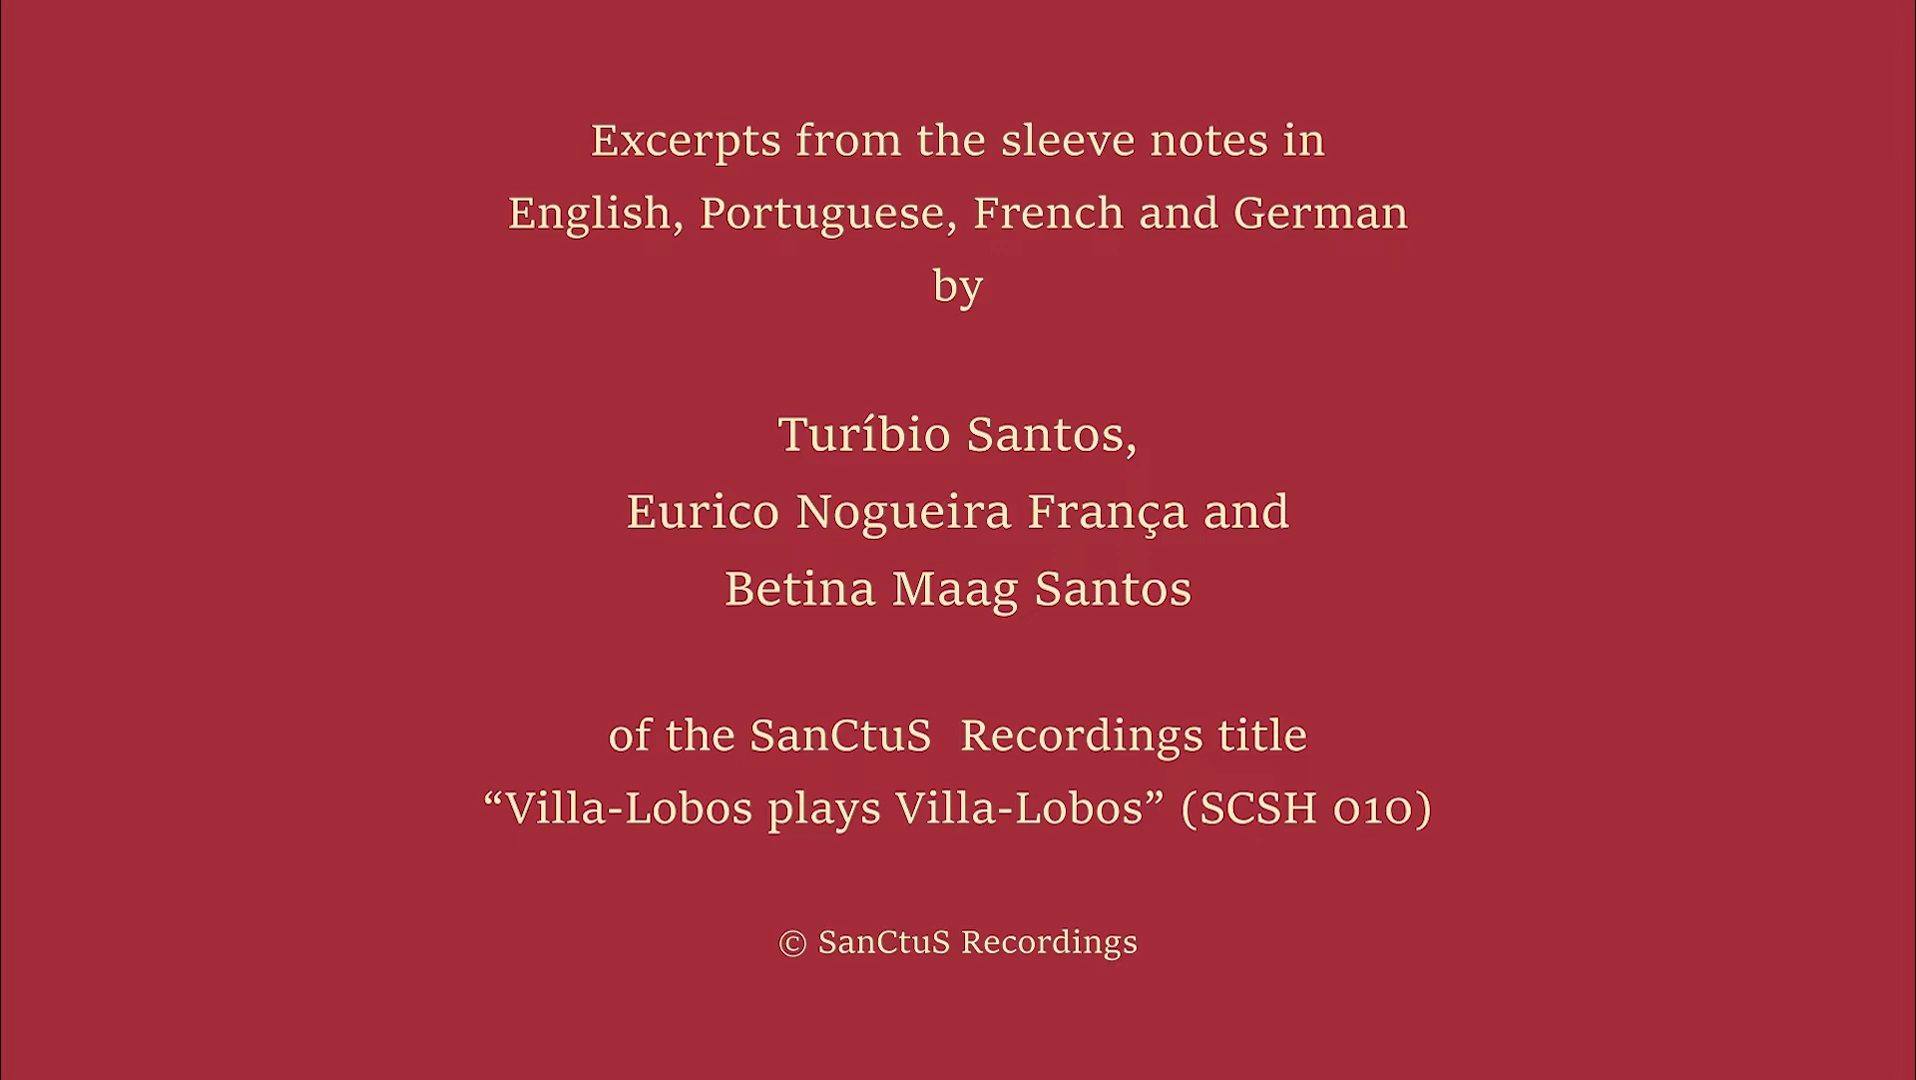 Excerpts from the sleeve notes in
English, Portuguese, French and German
by
Turíbio Santos,
Eurico Nogueira França and
Betina Maag Santos
of the SanCtuS  Recordings title
“Villa-Lobos plays Villa-Lobos” (SCSH 010)
© SanCtuS Recordings